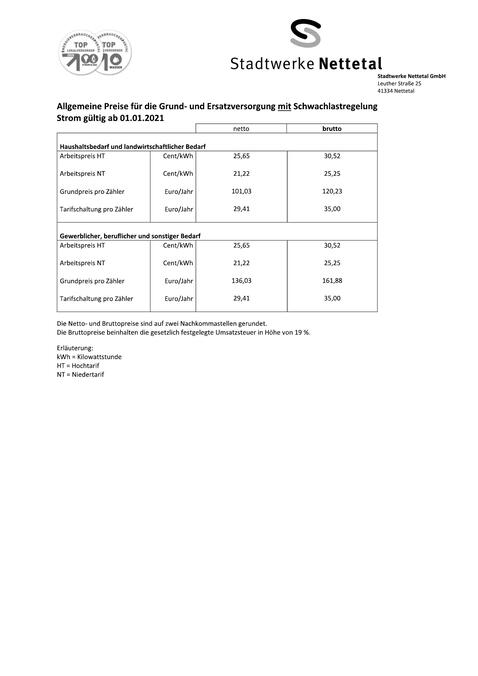 TOP
TOP
100
10
Stadtwerke Nettetal
Stadtwerke Nettetal GmbH
Leuther Straße 25
41334 Nettetal
Allgemeine Preise für die Grund- und Ersatzversorgung mit Schwachlastregelung
Strom gültig ab 01.01.2021
netto brutto
Haushaltsbedarf und landwirtschaftlicher Bedarf
Arbeitspreis HT Cent/kWh 25,65 30,52
Arbeitspreis NT Cent/kWh 21,22 25,25
Grundpreis pro Zähler Euro/Jahr 101,03 120,23
Tarifschaltung pro Zähler Euro/Jahr 29,41 35,00
Gewerblicher, beruflicher und sonstiger Bedarf
Arbeitspreis HT Cent/kWh 25,65 30,52
Arbeitspreis NT Cent/kWh 21,22 25,25
Grundpreis pro Zähler Euro/Jahr 136,03 161,88
Tarifschaltung pro Zähler Euro/Jahr 29,41 35,00
Die Netto- und Bruttopreise sind auf zwei Nachkommastellen gerundet.
Die Bruttopreise beinhalten die gesetzlich festgelegte Umsatzsteuer in Höhe von 19 %.
Erläuterung:
kWh = Kilowattstunde
HT = Hochtarif
NT = Niedertarif